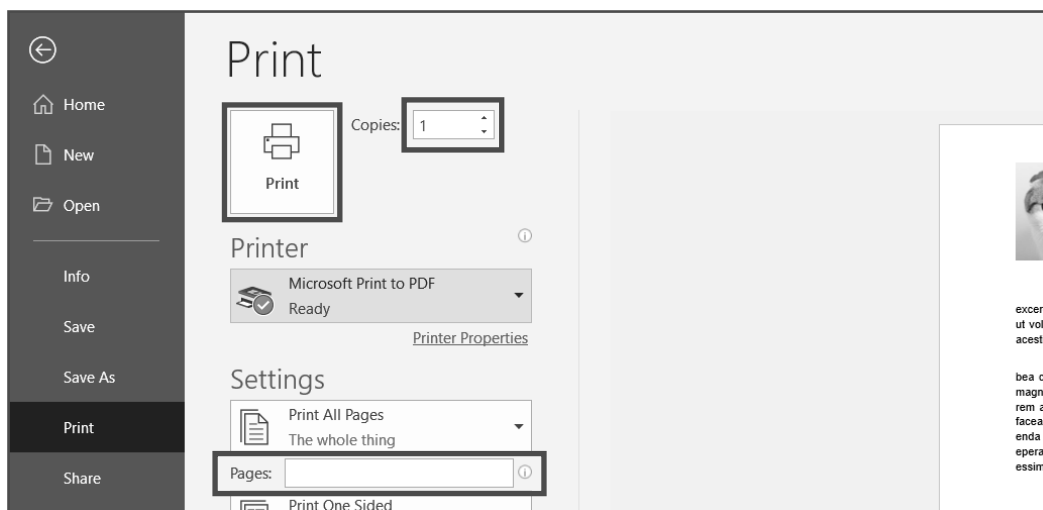 Print
Home
New
Open
Info
Save
Save As
Print
Share
Print
Copies: 1
Printer
Microsoft Print to PDF
Ready
Printer Properties
Settings
Print All Pages
The whole thing
Pages:
Print One Sided
ut vol
acest
bea
magn
rem a
facea
enda
epera
essim